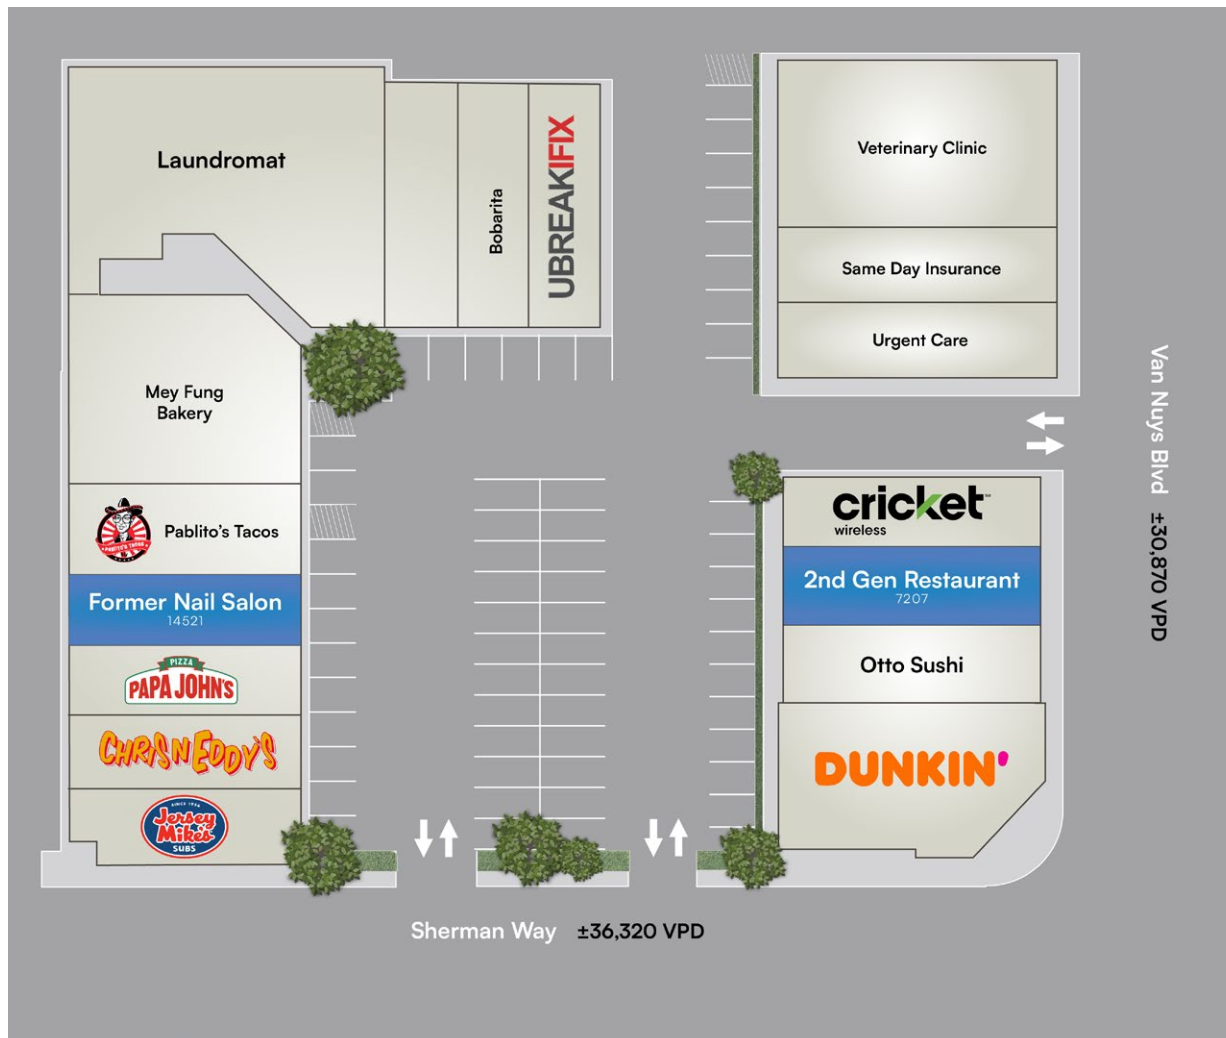 Laundromat
Bobarita
UBREAKIFIX
Veterinary Clinic
Same Day Insurance
Urgent Care
Mey Fung
Bakery
PABLITO'S TACOS
Pablito's Tacos
Former Nail Salon
14521
PIZZA
PAPA JOHN'S
CHRIS N EDDY'S
SINCE 1956
Jersey
Mike's
SUBS
cricket
wireless
2nd Gen Restaurant
7207
Otto Sushi
DUNKIN'
Van Nuys Blvd ±30,870 VPD
Sherman Way ±36,320 VPD